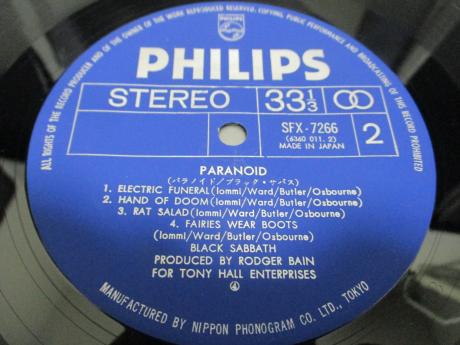 ALL RIGHTS OF THE RECORD PRODUCER AND OF THE OWNER OF THE WORK REPRODUCED RESERVED. COPYING, PUBLIC PERFORMANCE AND BROADCASTING OF THIS RECORD PROHIBITED
PHILIPS
PHILIPS
STEREO 33 1/3
SFX-7266
(6360 011. 2)
MADE IN JAPAN
2
PARANOID
(パラノイド/ブラック・サバス)
1. ELECTRIC FUNERAL(Iommi/Ward/Butler/Osbourne)
2. HAND OF DOOM(Iommi/Ward/Butler/Osbourne)
3. RAT SALAD(Iommi/Ward/Butler/Osbourne)
4. FAIRIES WEAR BOOTS
(Iommi/Ward/Butler/Osbourne)
BLACK SABBATH
PRODUCED BY RODGER BAIN
FOR TONY HALL ENTERPRISES
④
MANUFACTURED BY NIPPON PHONOGRAM CO. LTD., TOKYO